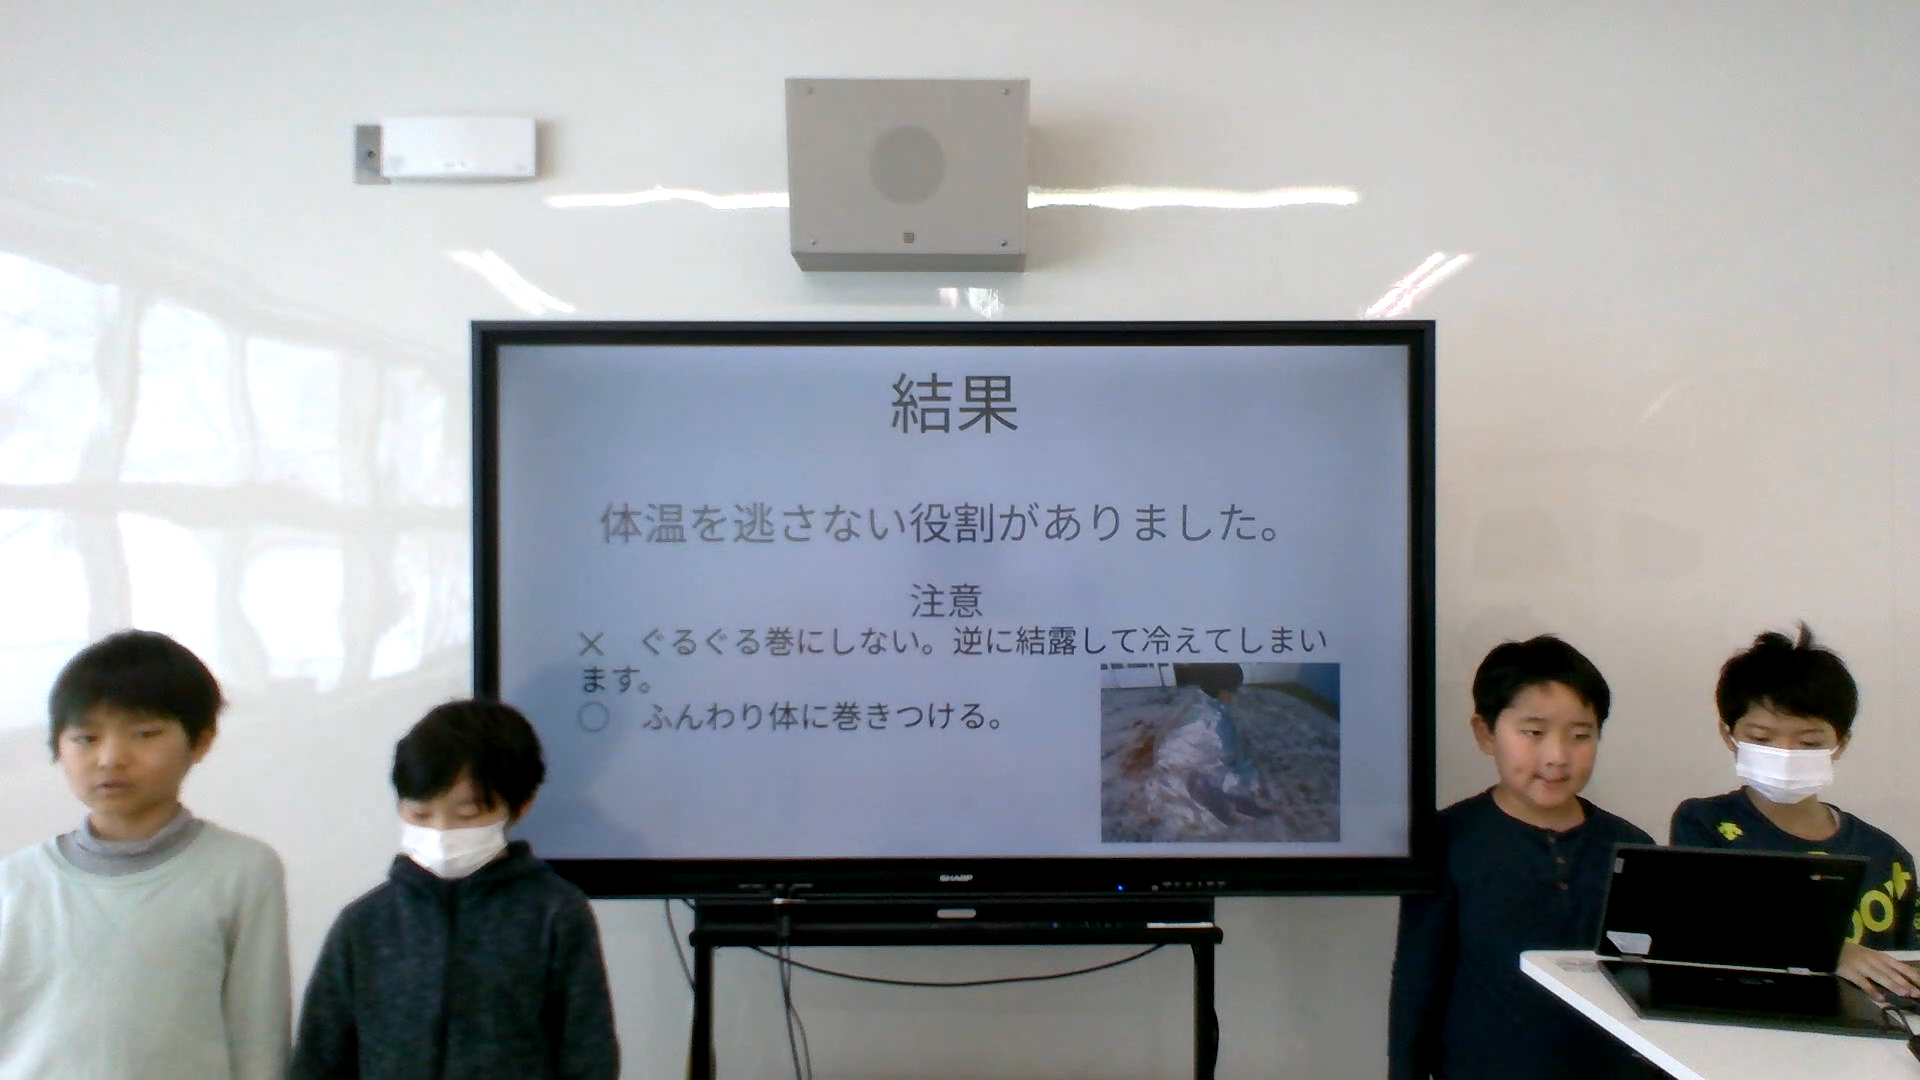 結果
体温を逃さない役割がありました。
注意
× ぐるぐる巻にしない。逆に結露して冷えてしまい
ます。
○ ふんわり体に巻きつける。
SHARP